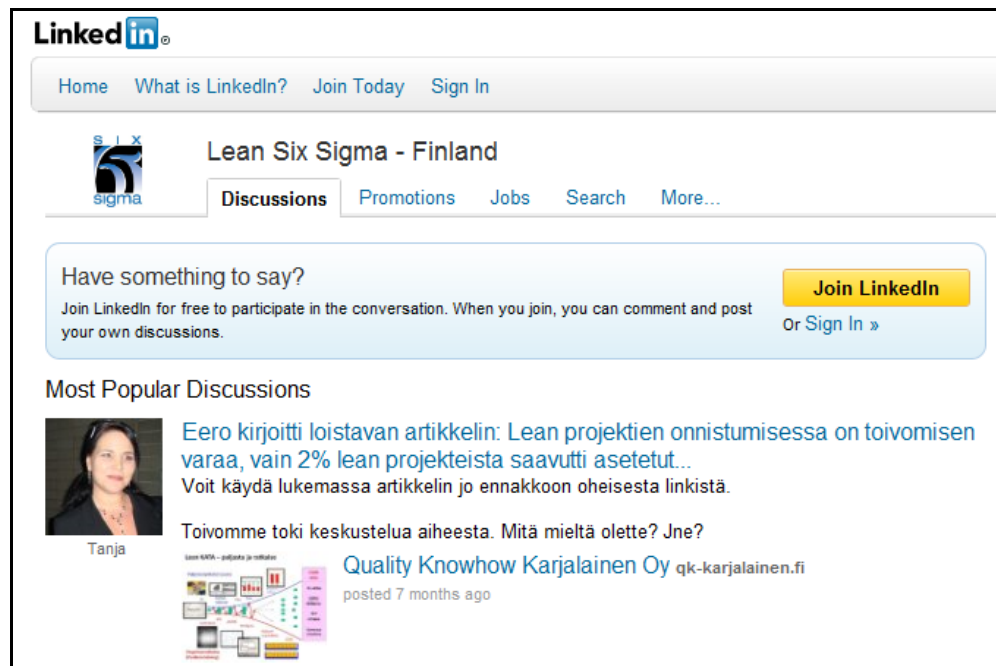 Linked in ®
Home What is LinkedIn? Join Today Sign In
SIX
sigma
Lean Six Sigma - Finland
Discussions Promotions Jobs Search More...
Have something to say?
Join LinkedIn for free to participate in the conversation. When you join, you can comment and post
your own discussions.
Join LinkedIn
Or Sign In »
Most Popular Discussions
Eero kirjoitti loistavan artikkelin: Lean projektien onnistumisessa on toivomisen
varaa, vain 2% lean projekteista saavutti asetetut...
Voit käydä lukemassa artikkelin jo ennakkoon oheisesta linkistä.
Toivomme toki keskustelua aiheesta. Mitä mieltä olette? Jne?
Tanja
Lean KATA –
Quality Knowhow Karjalainen Oy qk-karjalainen.fi
posted 7 months ago